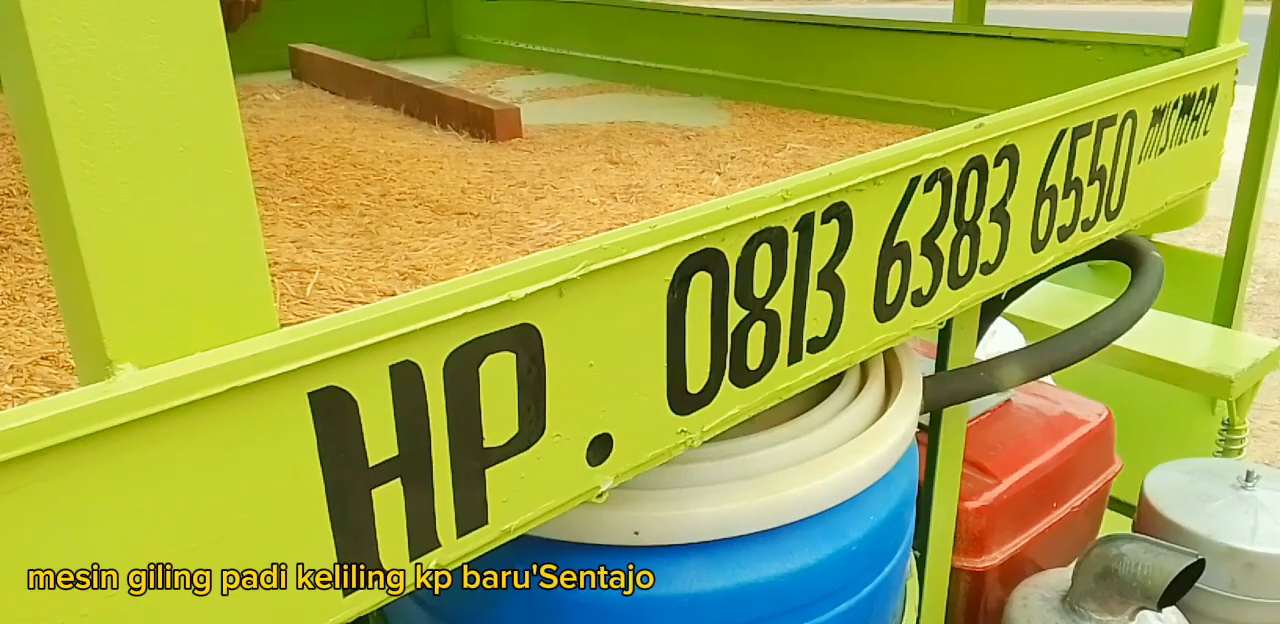 HP. 0813 6383 6550 MISMAN
mesin giling padi keliling kp baru'Sentajo